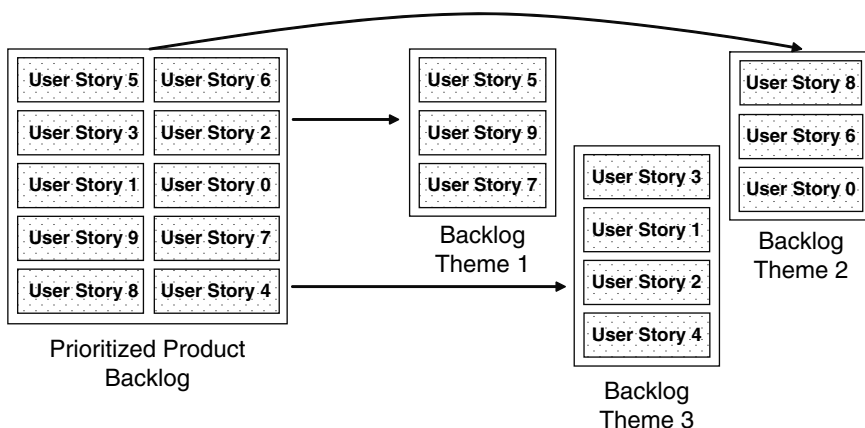 User Story 5
User Story 6
User Story 3
User Story 2
User Story 1
User Story 0
User Story 9
User Story 7
User Story 8
User Story 4
Prioritized Product
Backlog
User Story 5
User Story 9
User Story 7
Backlog
Theme 1
User Story 3
User Story 1
User Story 2
User Story 4
Backlog
Theme 3
User Story 8
User Story 6
User Story 0
Backlog
Theme 2